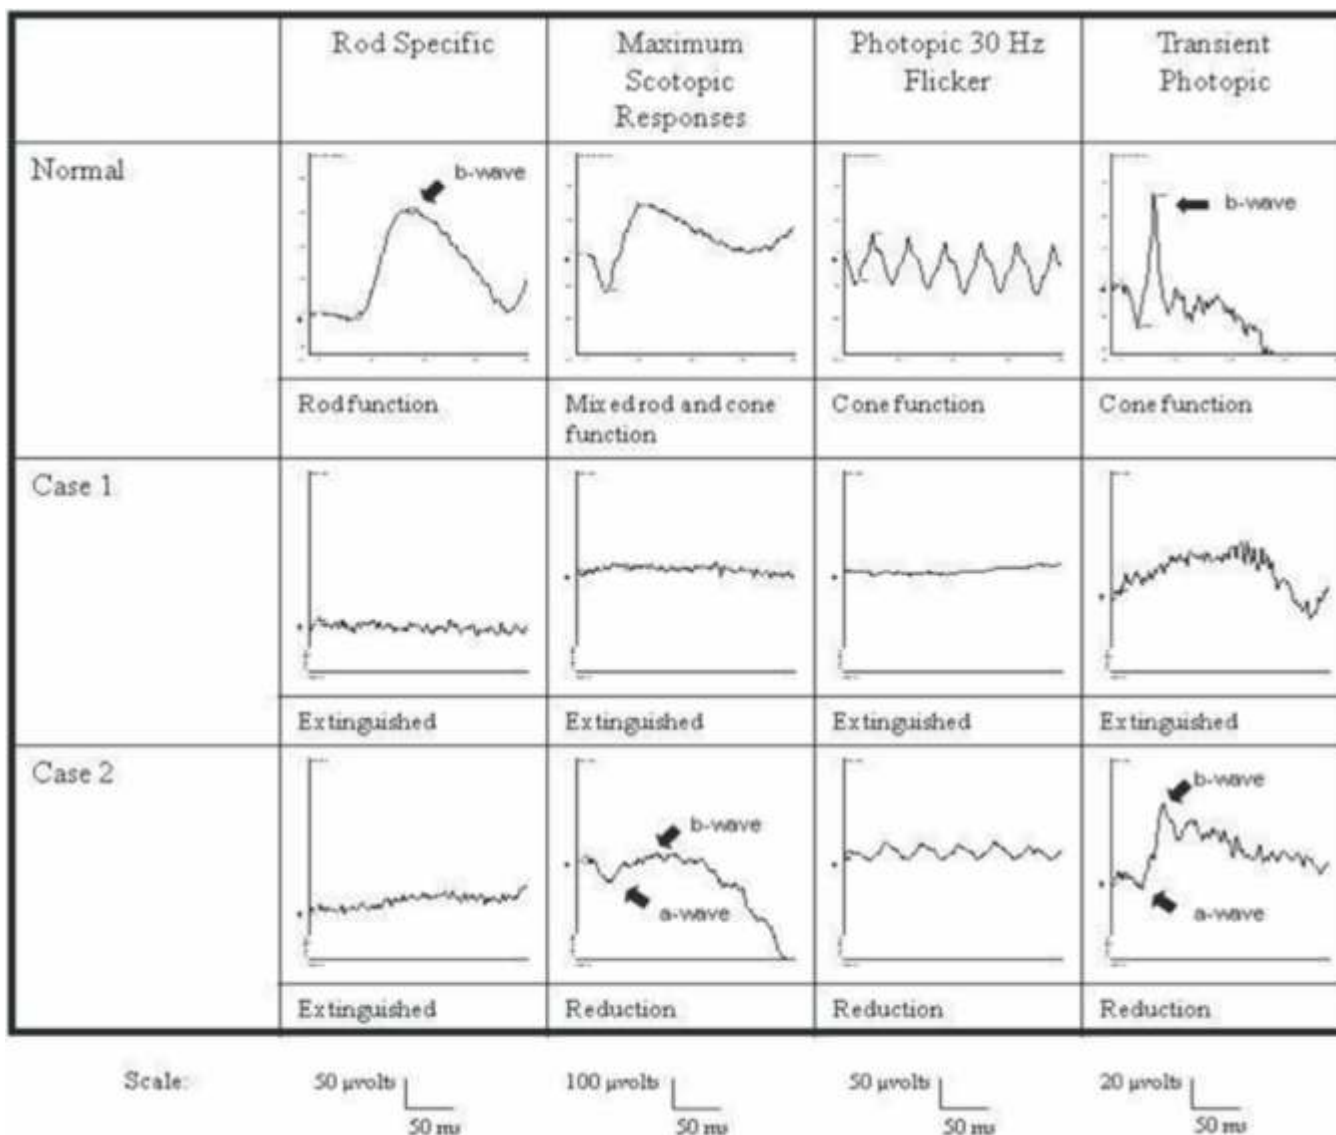 Rod Specific
Maximum
Scotopic
Responses
Photopic 30 Hz
Flicker
Transient
Photopic
Normal
b-wave
b-wave
Rod function
Mixed rod and cone
function
Cone function
Cone function
Case 1
Extinguished
Extinguished
Extinguished
Extinguished
Case 2
b-wave
a-wave
b-wave
a-wave
Extinguished
Reduction
Reduction
Reduction
Scale:
50 µvolts
50 ms
100 µvolts
50 ms
50 µvolts
50 ms
20 µvolts
50 ms